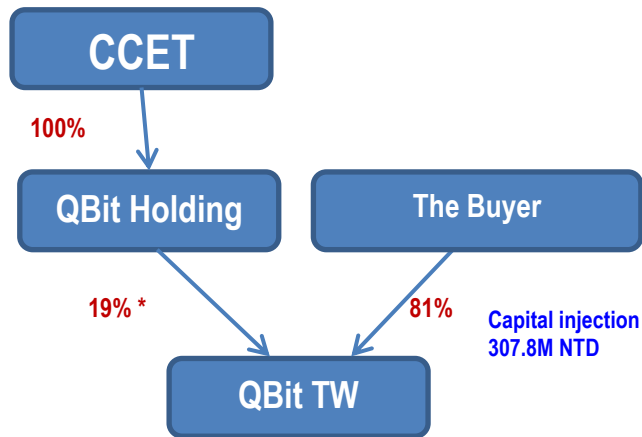 CCET
100%
QBit Holding
The Buyer
19% *
81%
Capital injection
307.8M NTD
QBit TW